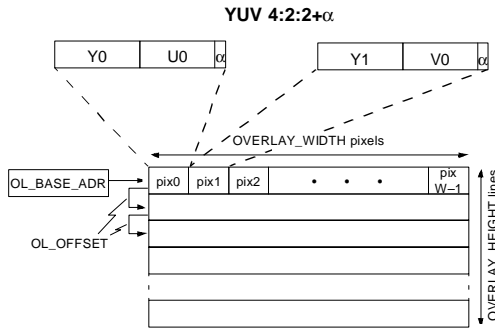 YUV 4:2:2+α
Y0 U0 α
Y1 V0 α
OVERLAY_WIDTH pixels
OL_BASE_ADR
pix0 pix1 pix2 • • • pix W–1
OL_OFFSET
OVERLAY_HEIGHT lines